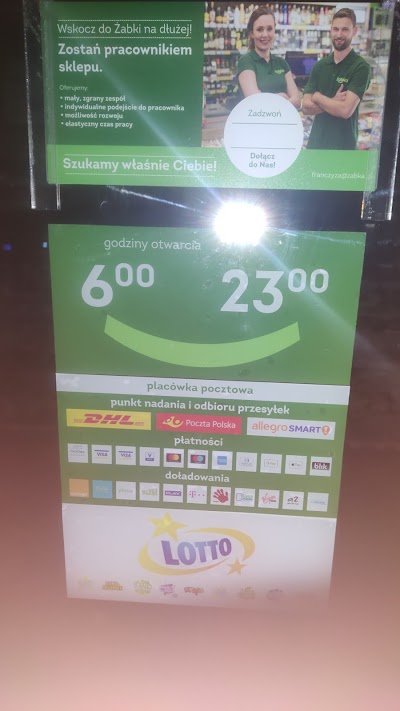 Wskocz do Żabki na dłużej!
Zostań pracownikiem
sklepu.
Oferujemy:
• mały, zgrany zespół
• indywidualne podejście do pracownika
• możliwość rozwoju
• elastyczny czas pracy
Zadzwoń
Dołącz
do Nas!
Szukamy właśnie Ciebie!
franczyza@zabka.
godziny otwarcia
6⁰⁰ 23⁰⁰
placówka pocztowa
punkt nadania i odbioru przesyłek
DHL Poczta Polska allegro SMART!
płatności
VISA VISA blik
doładowania
LOTTO